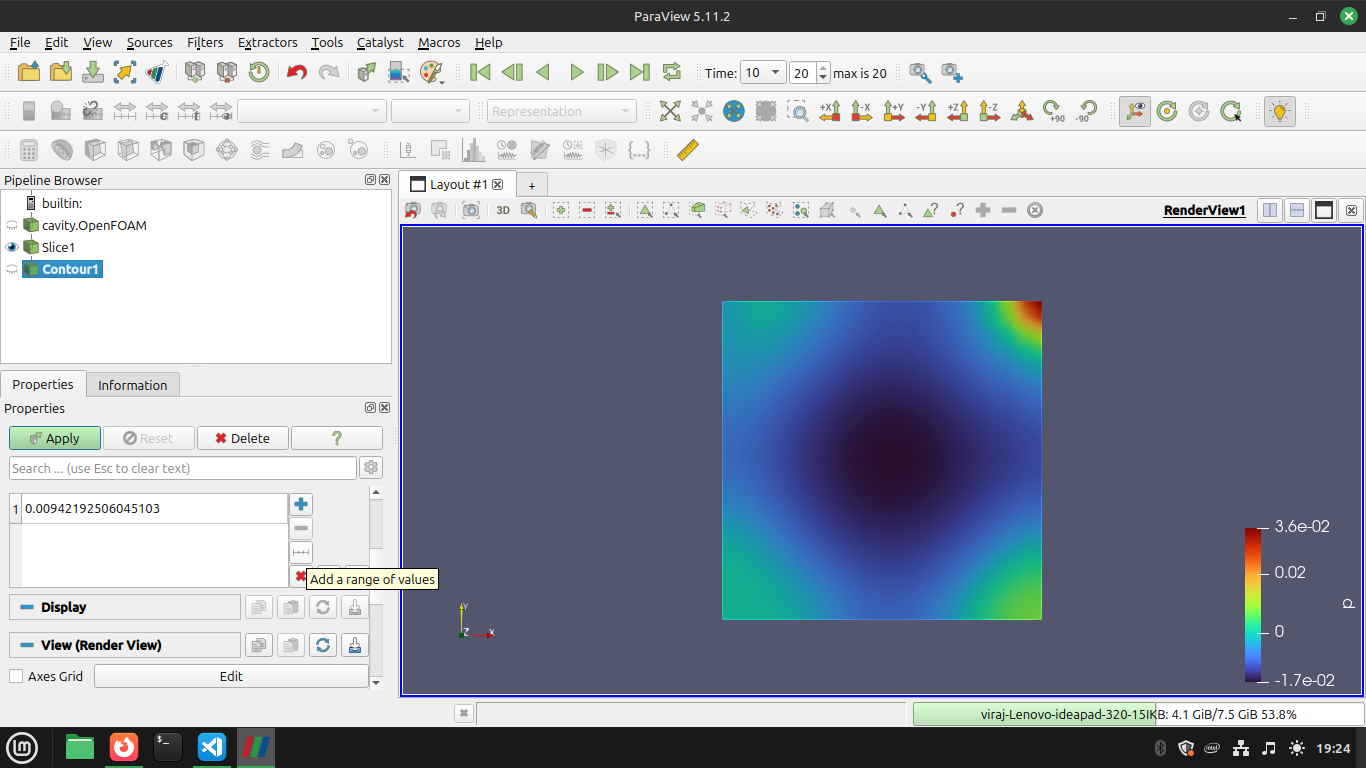 ParaView 5.11.2
File Edit View Sources Filters Extractors Tools Catalyst Macros Help
Time: 10 20 max is 20
Representation +X -X +Y -Y +Z -Z +90 -90
Pipeline Browser
builtin:
cavity.OpenFOAM
Slice1
Contour1
Properties Information
Properties
Apply Reset Delete ?
Search ... (use Esc to clear text)
1 0.00942192506045103
Add a range of values
Display
View (Render View)
Axes Grid Edit
Layout #1 +
3D RenderView1
Y
Z X
3.6e-02
0.02
0
-1.7e-02
p
viraj-Lenovo-ideapad-320-15IKB: 4.1 GiB/7.5 GiB 53.8%
19:24